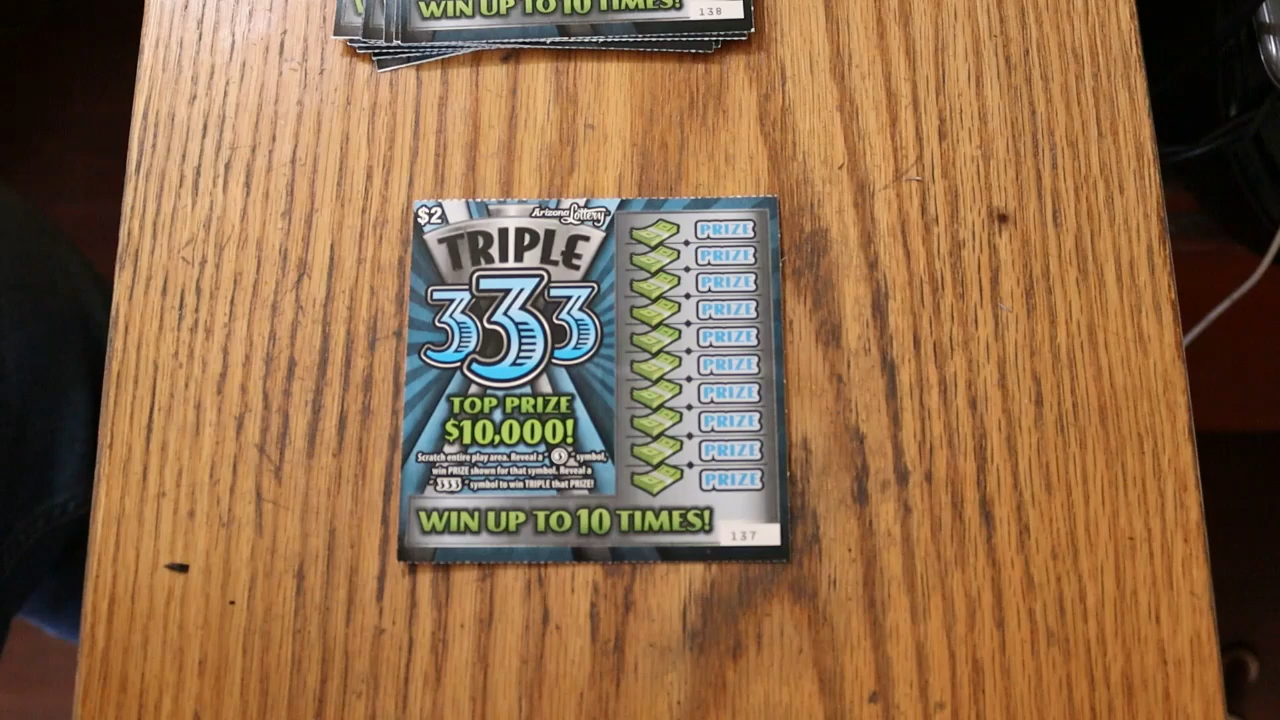 WIN UP TO 10 TIMES!
138
$2
Arizona Lottery
TRIPLE
333
TOP PRIZE
$10,000!
Scratch entire play area. Reveal a " $ " symbol,
win PRIZE shown for that symbol. Reveal a
" 333 " symbol to win TRIPLE that PRIZE!
PRIZE
PRIZE
PRIZE
PRIZE
PRIZE
PRIZE
PRIZE
PRIZE
PRIZE
PRIZE
WIN UP TO 10 TIMES!
137